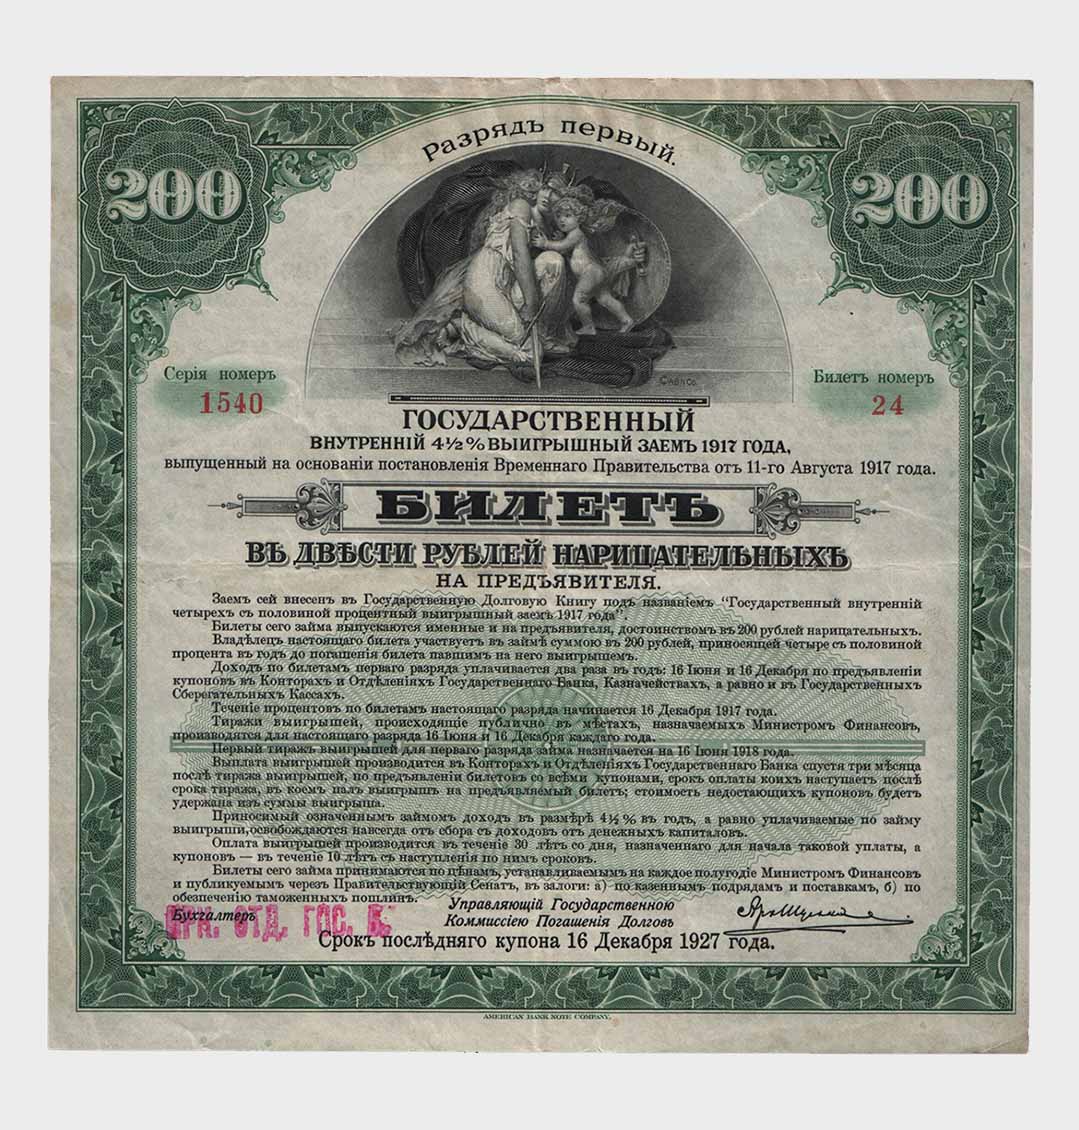 Разрядъ первый.
200
200
Серія номеръ
1540
Билетъ номеръ
24
ГОСУДАРСТВЕННЫЙ
ВНУТРЕННІЙ 4½% ВЫИГРЫШНЫЙ ЗАЕМЪ 1917 ГОДА,
выпущенный на основаніи постановленія Временнаго Правительства отъ 11-го Августа 1917 года.
БИЛЕТЪ
ВЪ ДВѢСТИ РУБЛЕЙ НАРИЦАТЕЛЬНЫХЪ
НА ПРЕДЪЯВИТЕЛЯ.
Заемъ сей внесенъ въ Государственную Долговую Книгу подъ названіемъ "Государственный внутренній
четырехъ съ половиной процентный выигрышный заемъ 1917 года".
Билеты сего займа выпускаются именные и на предъявителя, достоинствомъ въ 200 рублей нарицательныхъ.
Владѣлецъ настоящаго билета участвуетъ въ займѣ суммою въ 200 рублей, приносящей четыре съ половиной
процента въ годъ до погашенія билета павшимъ на него выигрышемъ.
Доходъ по билетамъ перваго разряда уплачивается два раза въ годъ: 16 Іюня и 16 Декабря по предъявленіи
купоновъ въ Конторахъ и Отдѣленіяхъ Государственнаго Банка, Казначействахъ, а равно и въ Государственныхъ
Сберегательныхъ Кассахъ.
Теченіе процентовъ по билетамъ настоящаго разряда начинается 16 Декабря 1917 года.
Тиражи выигрышей, происходящіе публично въ мѣстахъ, назначаемыхъ Министромъ Финансовъ,
производятся для настоящаго разряда 16 Іюня и 16 Декабря каждаго года.
Первый тиражъ выигрышей для перваго разряда займа назначается на 16 Іюня 1918 года.
Выплата выигрышей производится въ Конторахъ и Отдѣленіяхъ Государственнаго Банка спустя три мѣсяца
послѣ тиража выигрышей, по предъявленіи билетовъ со всѣми купонами, срокъ оплаты коихъ наступаетъ послѣ
срока тиража, въ коемъ палъ выигрышъ на предъявляемый билетъ; стоимость недостающихъ купоновъ будетъ
удержана изъ суммы выигрыша.
Приносимый означеннымъ займомъ доходъ въ размѣрѣ 4½% въ годъ, а равно уплачиваемые по займу
выигрыши, освобождаются навсегда отъ сбора съ доходовъ отъ денежныхъ капиталовъ.
Оплата выигрышей производится въ теченіе 30 лѣтъ со дня, назначеннаго для начала таковой уплаты, а
купоновъ — въ теченіе 10 лѣтъ съ наступленія по нимъ сроковъ.
Билеты сего займа принимаются по цѣнамъ, устанавливаемымъ на каждое полугодіе Министромъ Финансовъ
и публикуемымъ черезъ Правительствующій Сенатъ, въ залоги: а) по казеннымъ подрядамъ и поставкамъ, б) по
обезпеченію таможенныхъ пошлинъ.
Бухгалтеръ
ИРК. ОТД. ГОС. Б.
Управляющій Государственною
Коммиссіею Погашенія Долговъ
Срокъ послѣдняго купона 16 Декабря 1927 года.
AMERICAN BANK NOTE COMPANY.